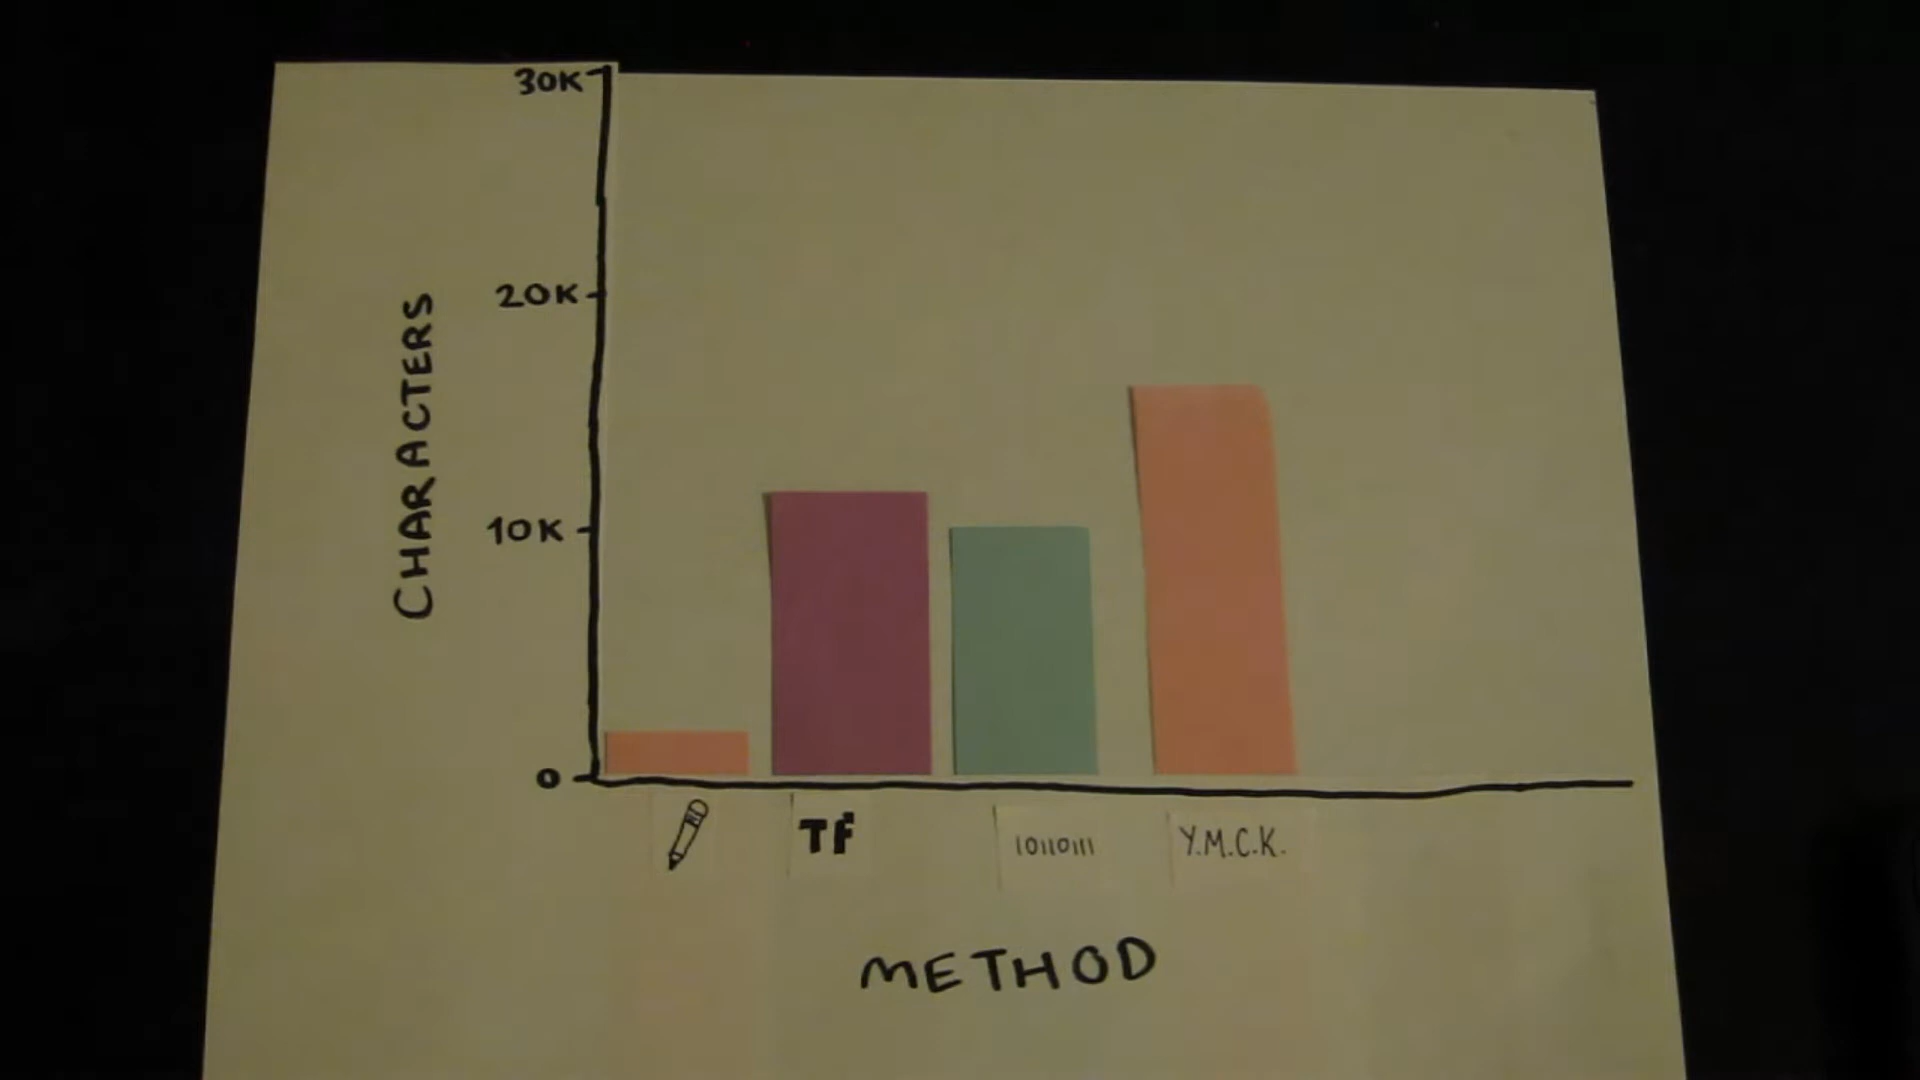 30K
20K
10K
0
CHARACTERS
TF
10110111
Y.M.C.K.
METHOD